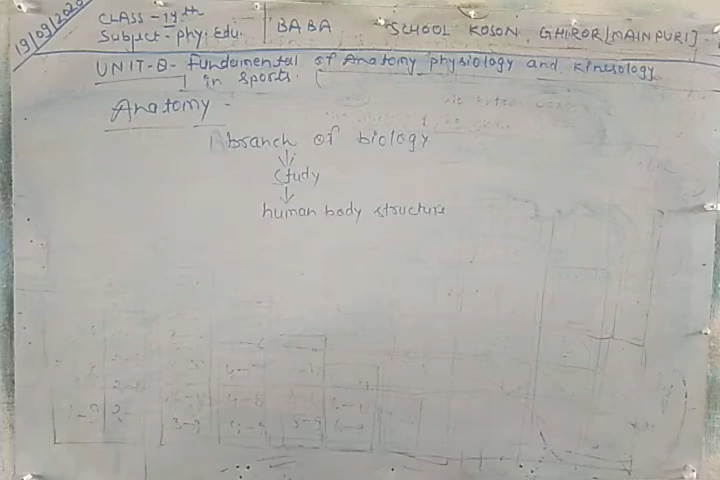 19/09/2020
CLASS - 11th
Subject - phy. Edu. BABA SCHOOL KOSON, GHIROR [MAINPURI].
UNIT-8- fundamental of Anatomy, physiology and kinesology
in sports.
Anatomy -
branch of biology
study
human body structure